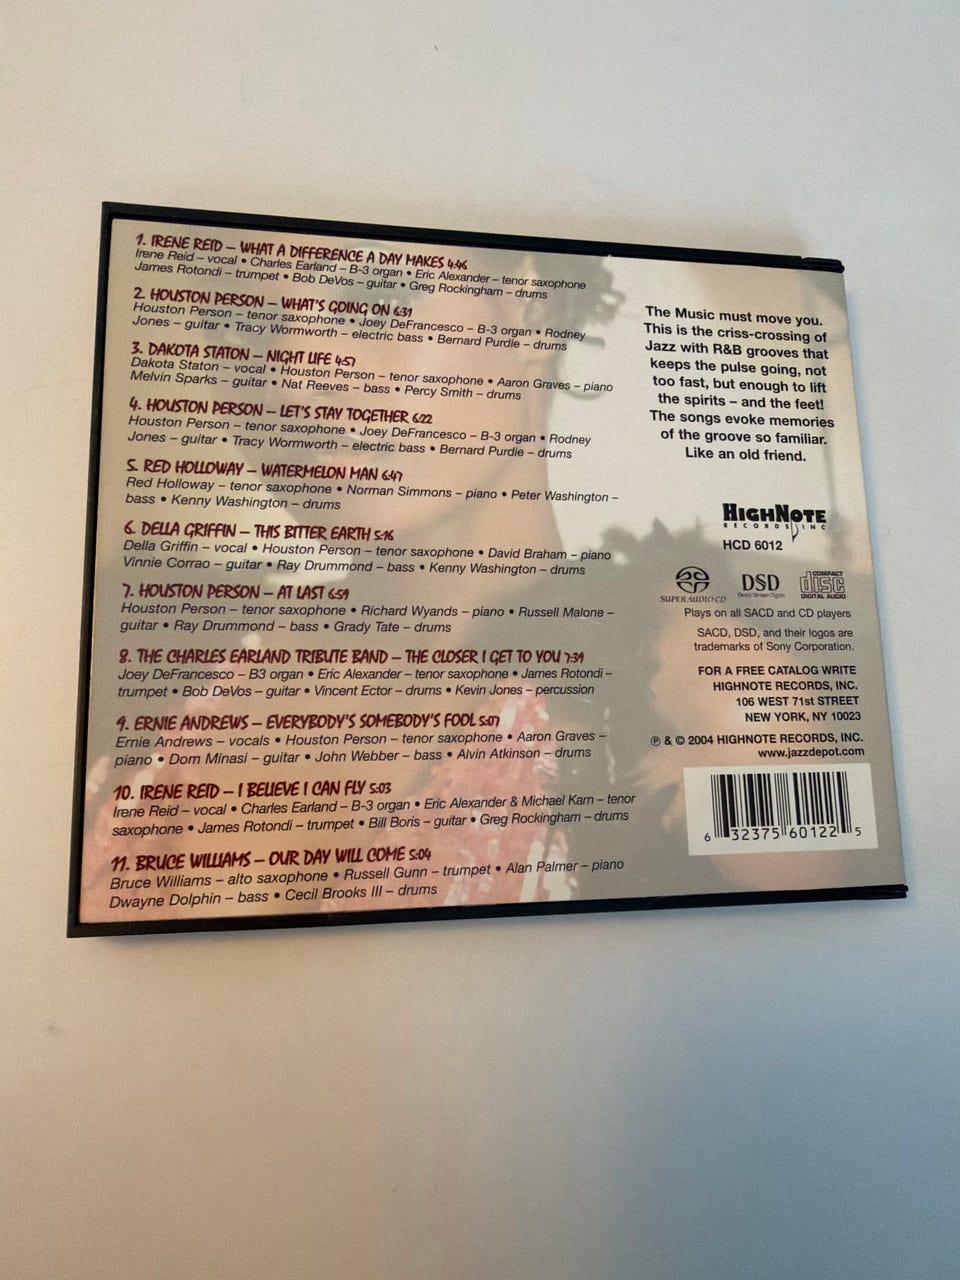 1. IRENE REID – WHAT A DIFFERENCE A DAY MAKES 4:46
Irene Reid – vocal • Charles Earland – B-3 organ • Eric Alexander – tenor saxophone
James Rotondi – trumpet • Bob DeVos – guitar • Greg Rockingham – drums
2. HOUSTON PERSON – WHAT'S GOING ON 6:31
Houston Person – tenor saxophone • Joey DeFrancesco – B-3 organ • Rodney
Jones – guitar • Tracy Wormworth – electric bass • Bernard Purdie – drums
3. DAKOTA STATON – NIGHT LIFE 4:57
Dakota Staton – vocal • Houston Person – tenor saxophone • Aaron Graves – piano
Melvin Sparks – guitar • Nat Reeves – bass • Percy Smith – drums
4. HOUSTON PERSON – LET'S STAY TOGETHER 6:22
Houston Person – tenor saxophone • Joey DeFrancesco – B-3 organ • Rodney
Jones – guitar • Tracy Wormworth – electric bass • Bernard Purdie – drums
5. RED HOLLOWAY – WATERMELON MAN 6:47
Red Holloway – tenor saxophone • Norman Simmons – piano • Peter Washington –
bass • Kenny Washington – drums
6. DELLA GRIFFIN – THIS BITTER EARTH 5:16
Della Griffin – vocal • Houston Person – tenor saxophone • David Braham – piano
Vinnie Corrao – guitar • Ray Drummond – bass • Kenny Washington – drums
7. HOUSTON PERSON – AT LAST 6:59
Houston Person – tenor saxophone • Richard Wyands – piano • Russell Malone –
guitar • Ray Drummond – bass • Grady Tate – drums
8. THE CHARLES EARLAND TRIBUTE BAND – THE CLOSER I GET TO YOU 7:39
Joey DeFrancesco – B3 organ • Eric Alexander – tenor saxophone • James Rotondi –
trumpet • Bob DeVos – guitar • Vincent Ector – drums • Kevin Jones – percussion
9. ERNIE ANDREWS – EVERYBODY'S SOMEBODY'S FOOL 5:07
Ernie Andrews – vocals • Houston Person – tenor saxophone • Aaron Graves –
piano • Dom Minasi – guitar • John Webber – bass • Alvin Atkinson – drums
10. IRENE REID – I BELIEVE I CAN FLY 5:03
Irene Reid – vocal • Charles Earland – B-3 organ • Eric Alexander & Michael Karn – tenor
saxophone • James Rotondi – trumpet • Bill Boris – guitar • Greg Rockingham – drums
11. BRUCE WILLIAMS – OUR DAY WILL COME 5:04
Bruce Williams – alto saxophone • Russell Gunn – trumpet • Alan Palmer – piano
Dwayne Dolphin – bass • Cecil Brooks III – drums
The Music must move you.
This is the criss-crossing of
Jazz with R&B grooves that
keeps the pulse going, not
too fast, but enough to lift
the spirits – and the feet!
The songs evoke memories
of the groove so familiar.
Like an old friend.
HIGHNOTE
RECORDS, INC
HCD 6012
SUPER AUDIO CD
DSD
Direct Stream Digital
COMPACT
disc
DIGITAL AUDIO
Plays on all SACD and CD players
SACD, DSD, and their logos are
trademarks of Sony Corporation.
FOR A FREE CATALOG WRITE
HIGHNOTE RECORDS, INC.
106 WEST 71st STREET
NEW YORK, NY 10023
℗ & © 2004 HIGHNOTE RECORDS, INC.
www.jazzdepot.com
6 32375 60122 5